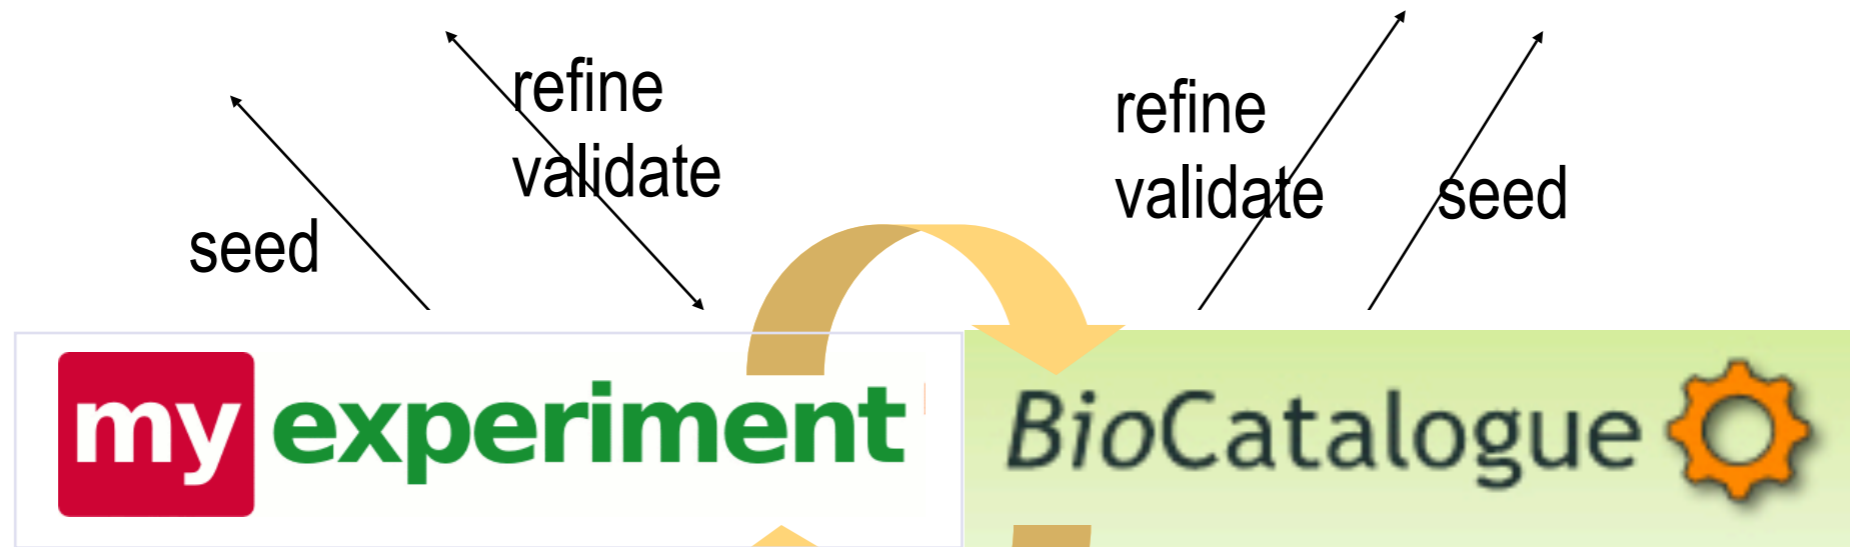 refine
validate
seed
refine
validate
seed
my experiment
BioCatalogue